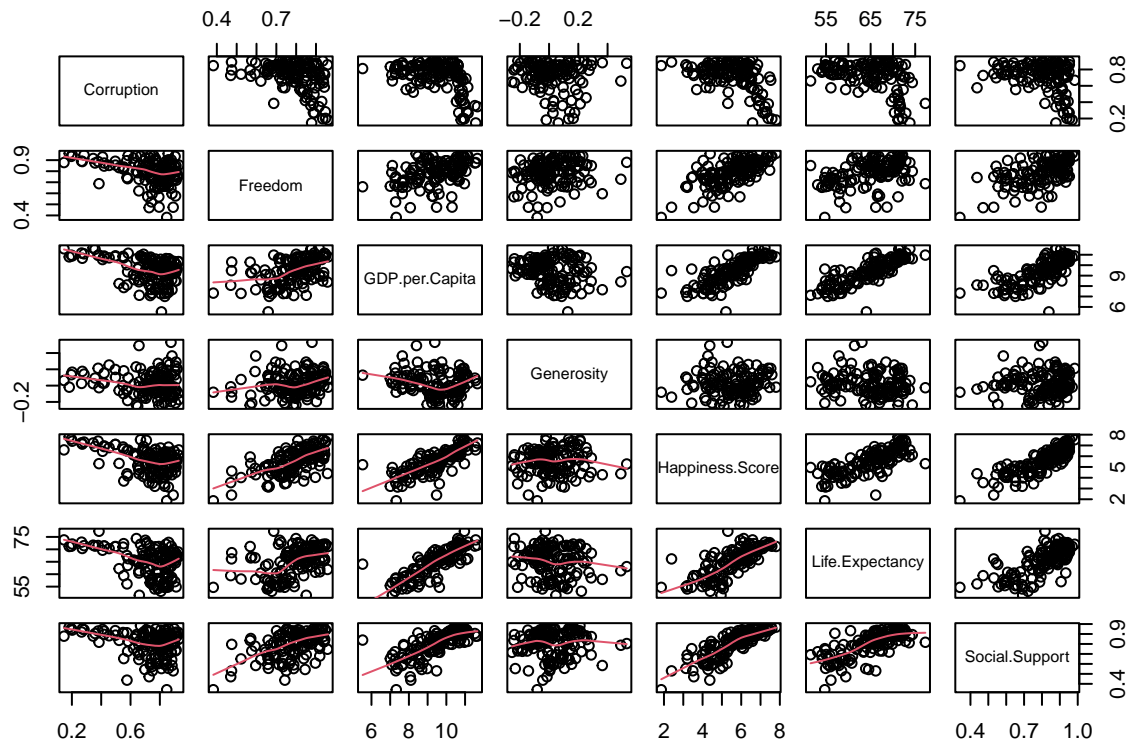 0.4 0.7 −0.2 0.2 55 65 75
Corruption
0.2 0.8
0.4 0.9
Freedom
GDP.per.Capita
6 9
−0.2
Generosity
Happiness.Score
2 5 8
55 75
Life.Expectancy
Social.Support
0.4 0.9
0.2 0.6 6 8 10 2 4 6 8 0.4 0.7 1.0